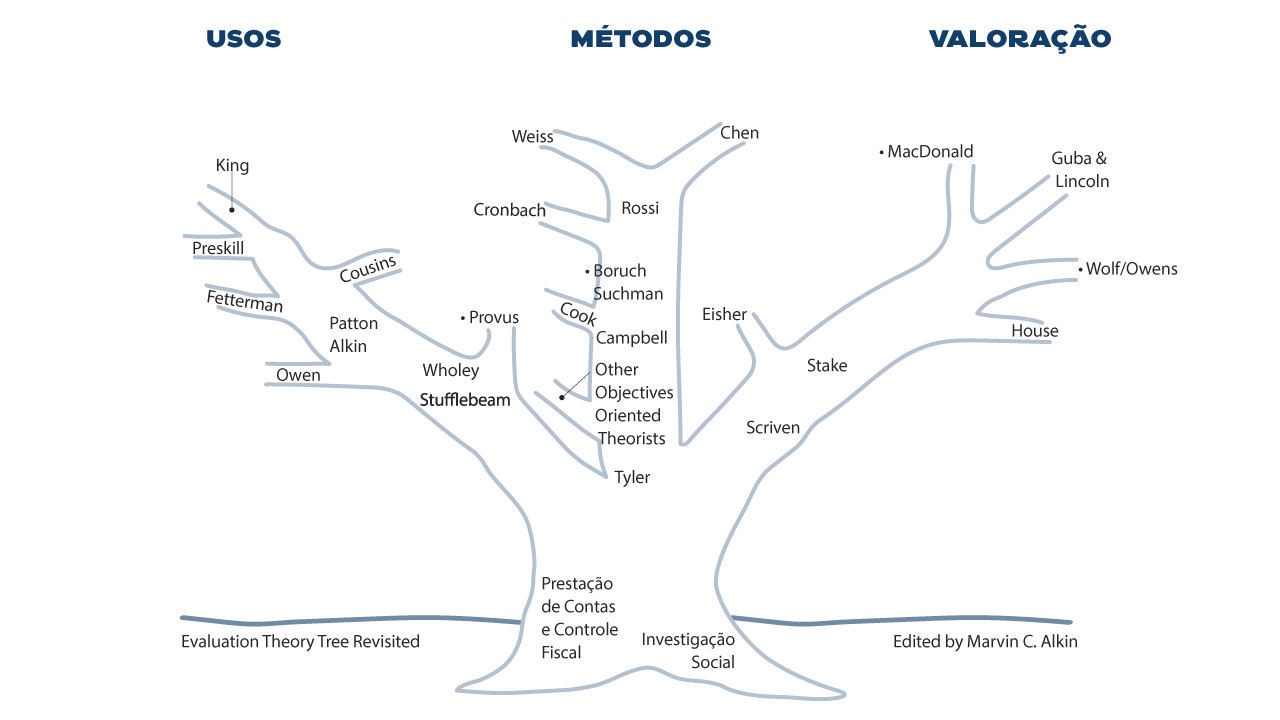 USOS
MÉTODOS
VALORAÇÃO
King
Preskill
Fetterman
Owen
Cousins
Patton
Alkin
Wholey
Stufflebeam
• Provus
Weiss
Chen
Cronbach
Rossi
• Boruch
Suchman
Cook
Campbell
Other
Objectives
Oriented
Theorists
Tyler
Eisher
• MacDonald
Guba &
Lincoln
• Wolf/Owens
House
Stake
Scriven
Prestação
de Contas
e Controle
Fiscal
Investigação
Social
Evaluation Theory Tree Revisited
Edited by Marvin C. Alkin